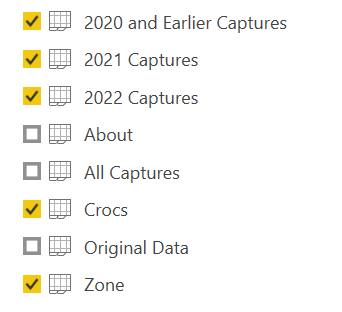 2020 and Earlier Captures
2021 Captures
2022 Captures
About
All Captures
Crocs
Original Data
Zone